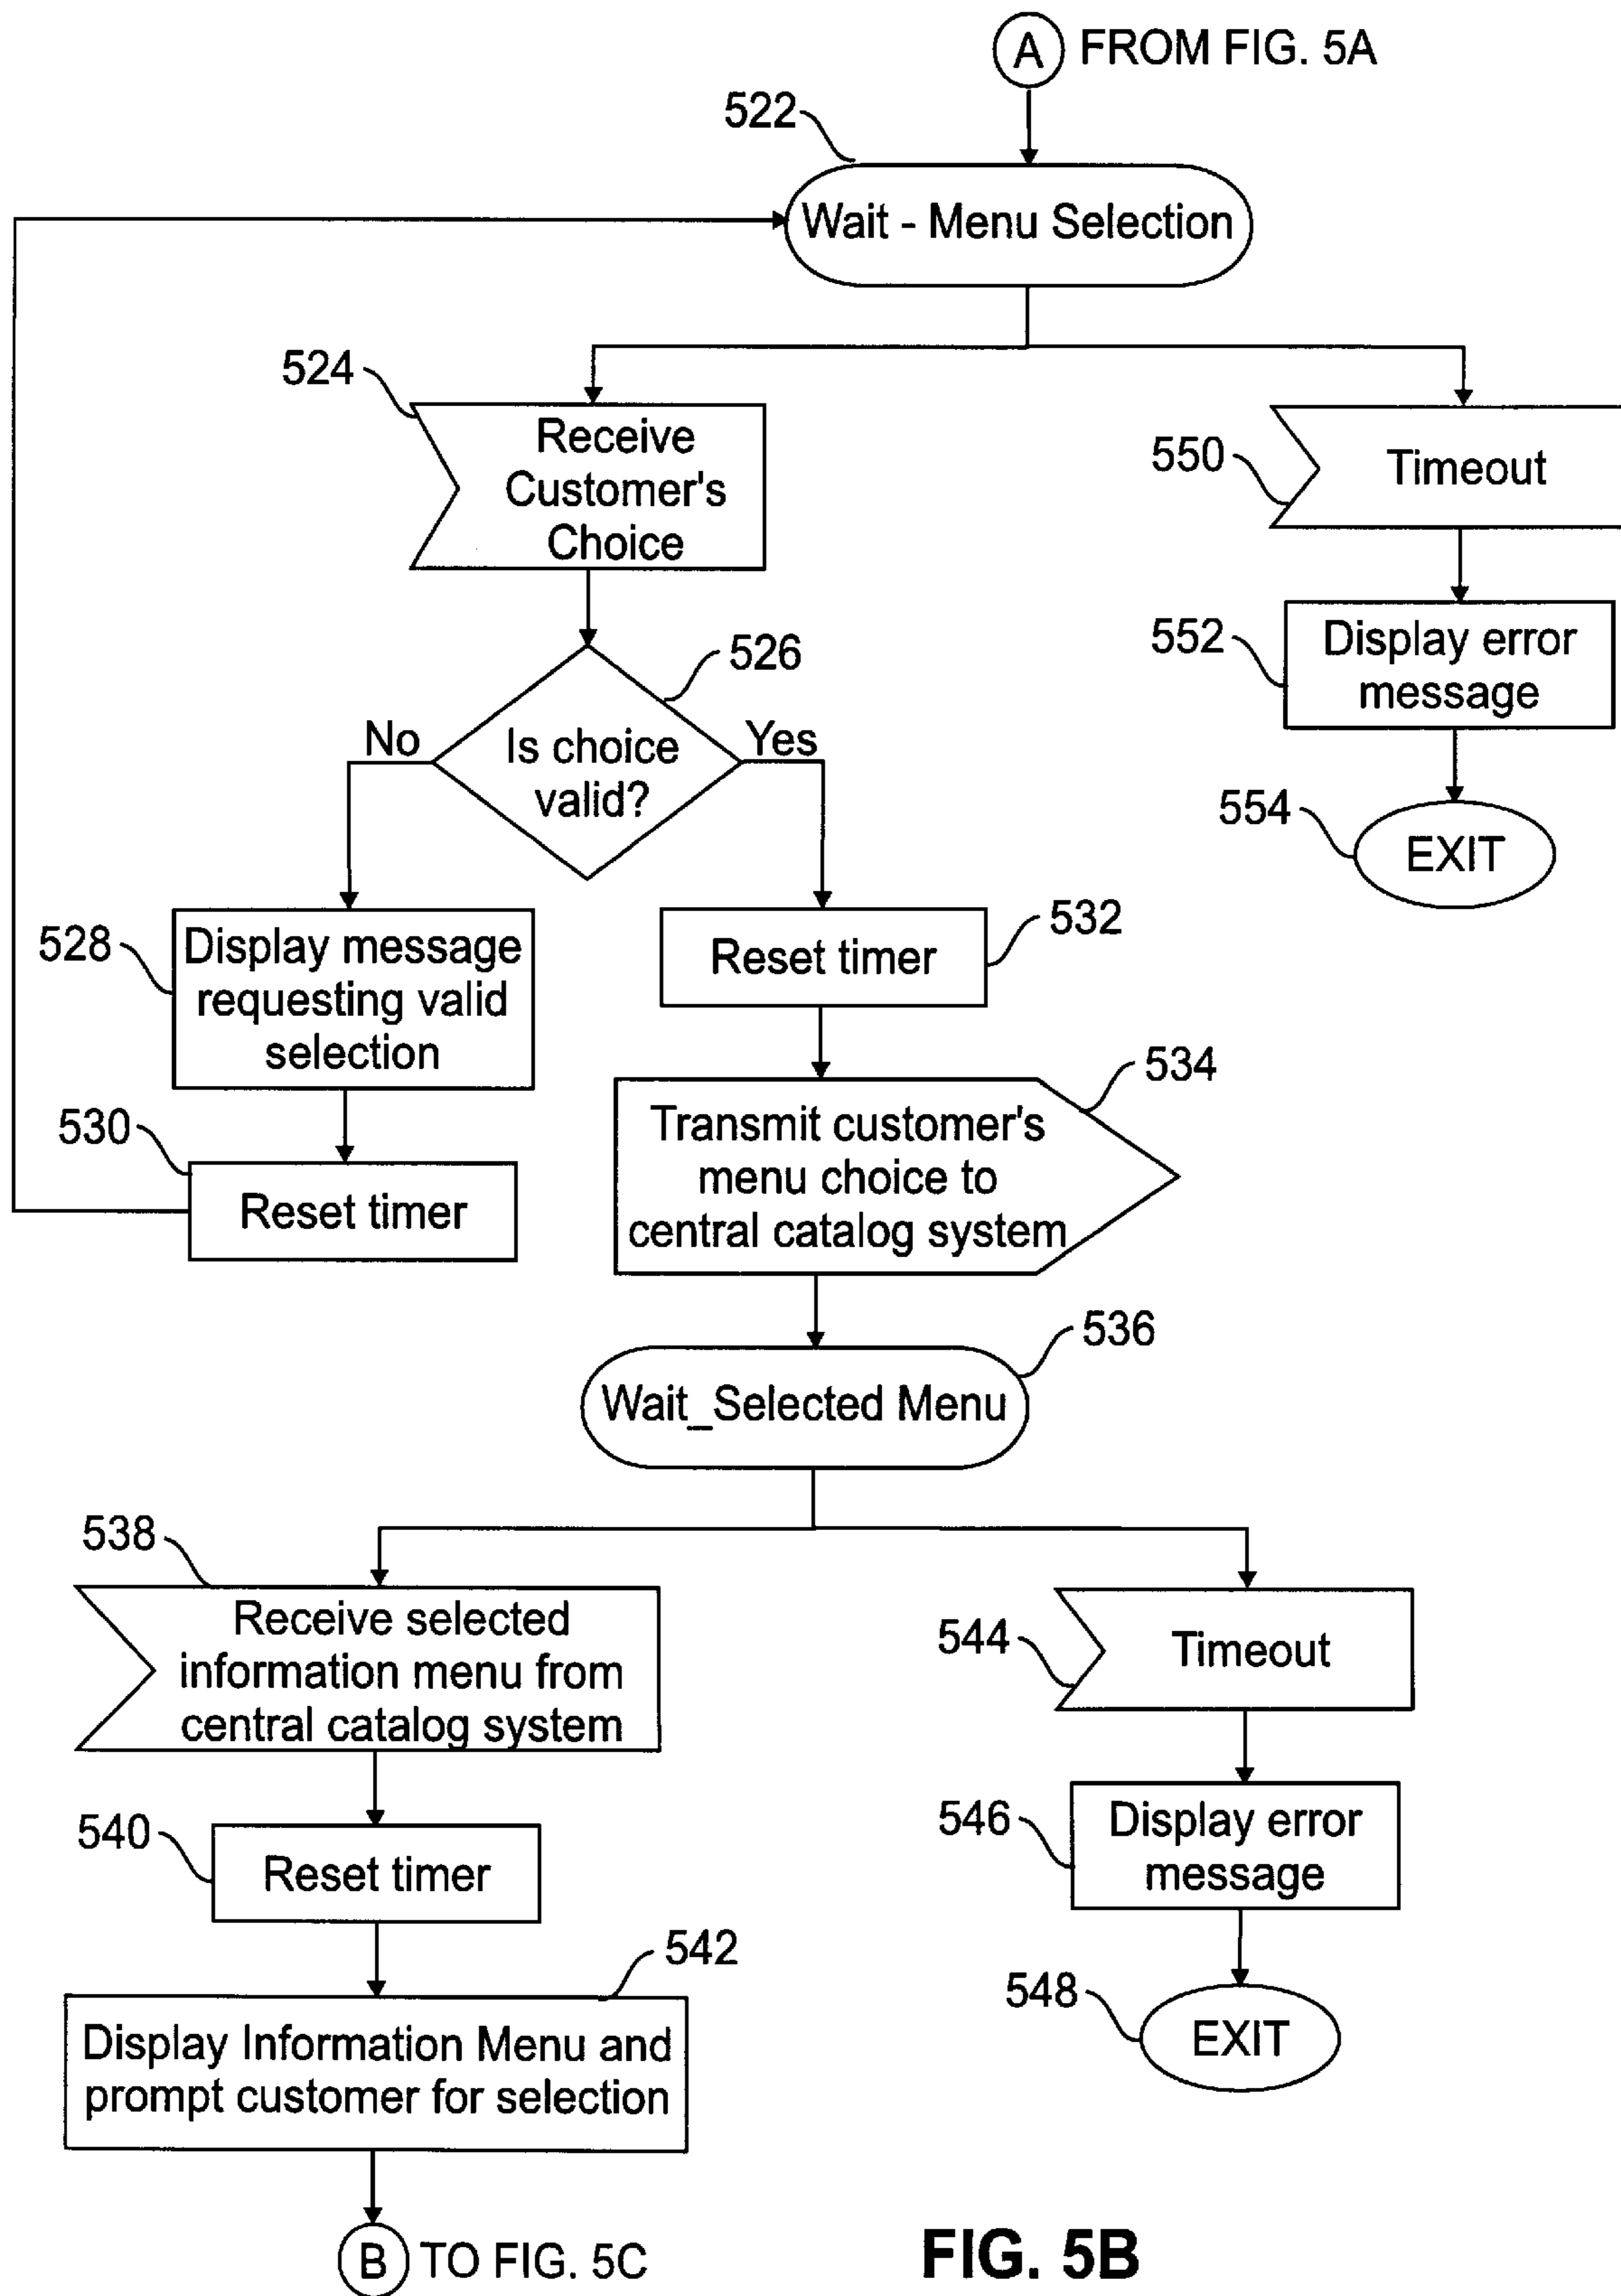 A FROM FIG. 5A
522
Wait - Menu Selection
524
Receive
Customer's
Choice
550
Timeout
526
No
Is choice
valid?
Yes
552
Display error
message
554
EXIT
528
Display message
requesting valid
selection
532
Reset timer
530
Reset timer
534
Transmit customer's
menu choice to
central catalog system
536
Wait_Selected Menu
538
Receive selected
information menu from
central catalog system
544
Timeout
540
Reset timer
546
Display error
message
542
Display Information Menu and
prompt customer for selection
548
EXIT
B TO FIG. 5C
FIG. 5B